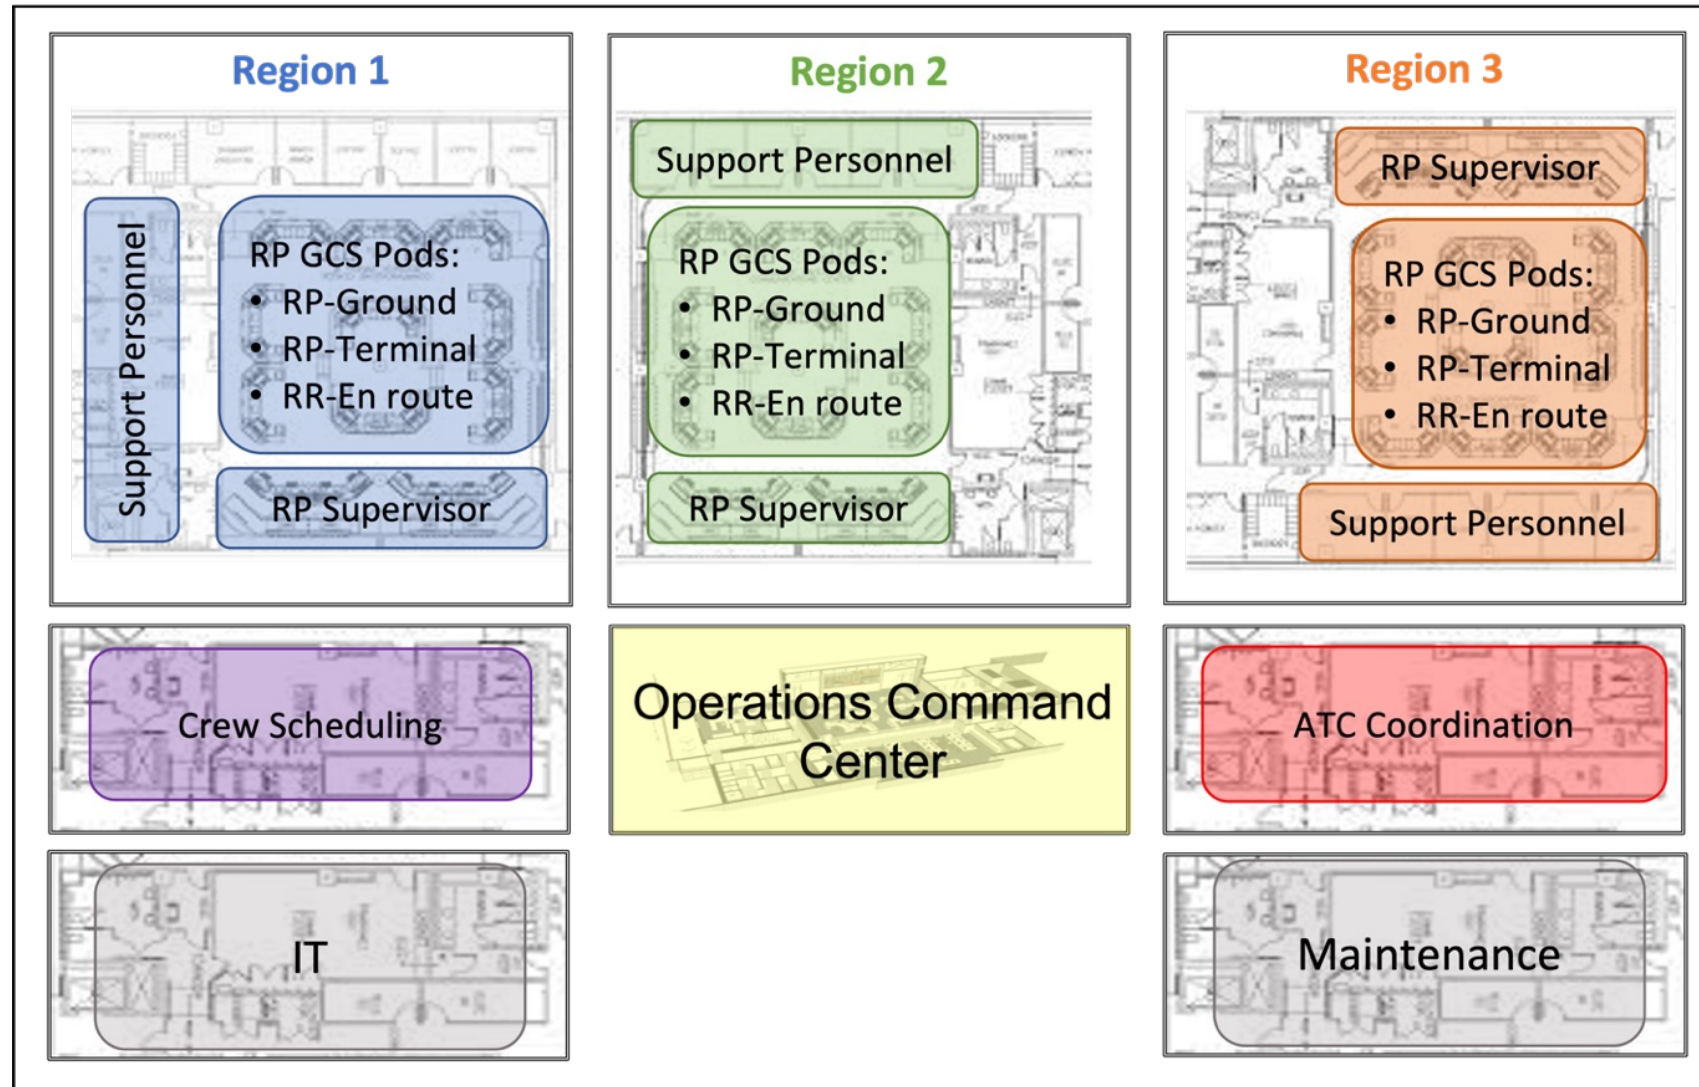 Region 1
Support Personnel
RP GCS Pods:
• RP-Ground
• RP-Terminal
• RR-En route
RP Supervisor
Region 2
Support Personnel
RP GCS Pods:
• RP-Ground
• RP-Terminal
• RR-En route
RP Supervisor
Region 3
RP Supervisor
RP GCS Pods:
• RP-Ground
• RP-Terminal
• RR-En route
Support Personnel
Crew Scheduling
Operations Command
Center
ATC Coordination
IT
Maintenance